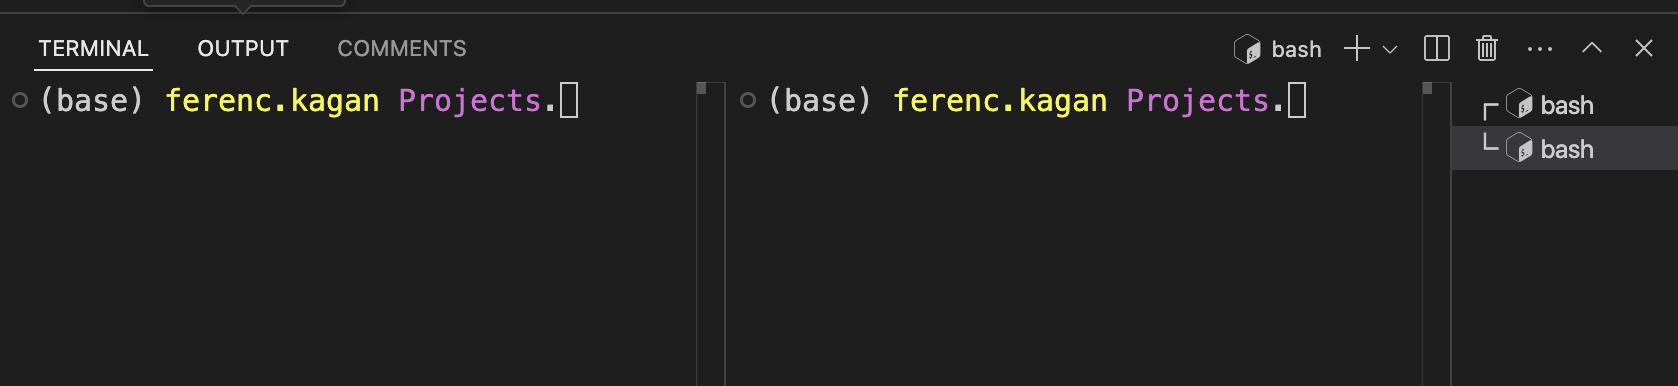 TERMINAL OUTPUT COMMENTS bash
(base) ferenc.kagan Projects.
(base) ferenc.kagan Projects.
bash
bash